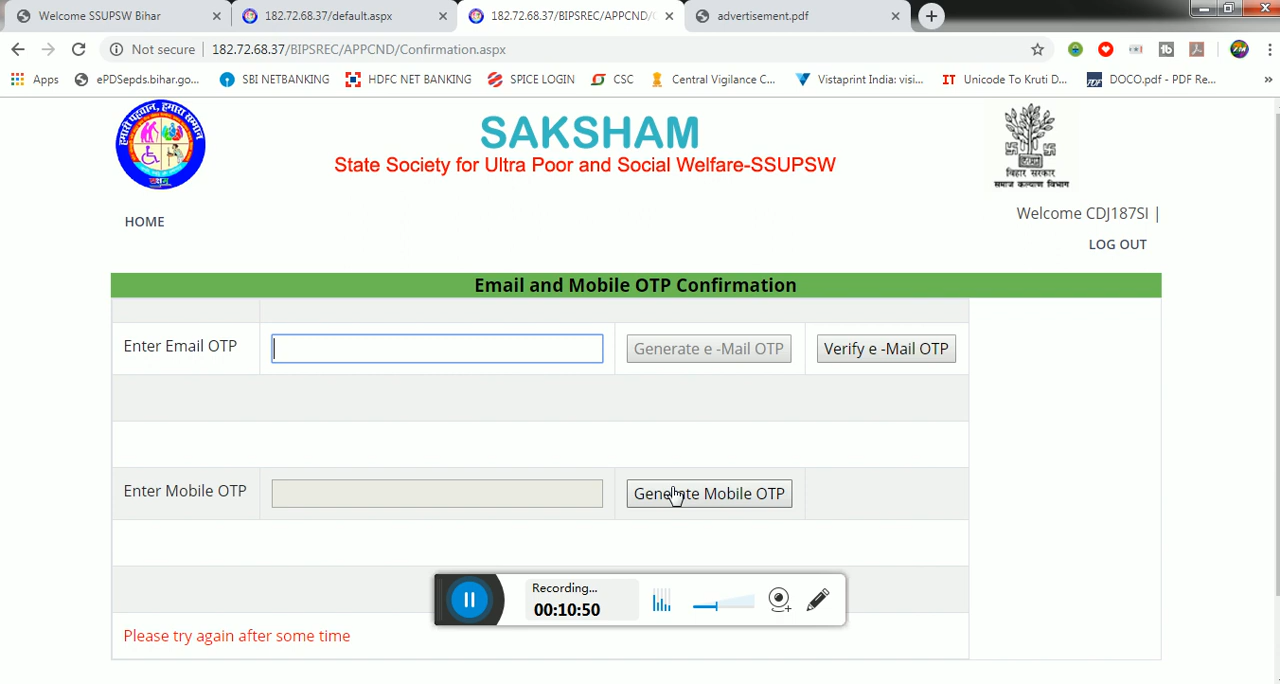 Welcome SSUPSW Bihar
182.72.68.37/default.aspx
182.72.68.37/BIPSREC/APPCND/
advertisement.pdf
Not secure
182.72.68.37/BIPSREC/APPCND/Confirmation.aspx
Apps
ePDSepds.bihar.go...
SBI NETBANKING
HDFC NET BANKING
SPICE LOGIN
CSC
Central Vigilance C...
Vistaprint India: visi...
IT Unicode To Kruti D...
DOCO.pdf - PDF Re...
»
हमारी पहचान, हमारा सम्मान
SAKSHAM
State Society for Ultra Poor and Social Welfare-SSUPSW
बिहार सरकार
समाज कल्याण विभाग
HOME
Welcome CDJ187SI |
LOG OUT
Email and Mobile OTP Confirmation
Enter Email OTP
Generate e -Mail OTP
Verify e -Mail OTP
Enter Mobile OTP
Generate Mobile OTP
Recording...
00:10:50
Please try again after some time